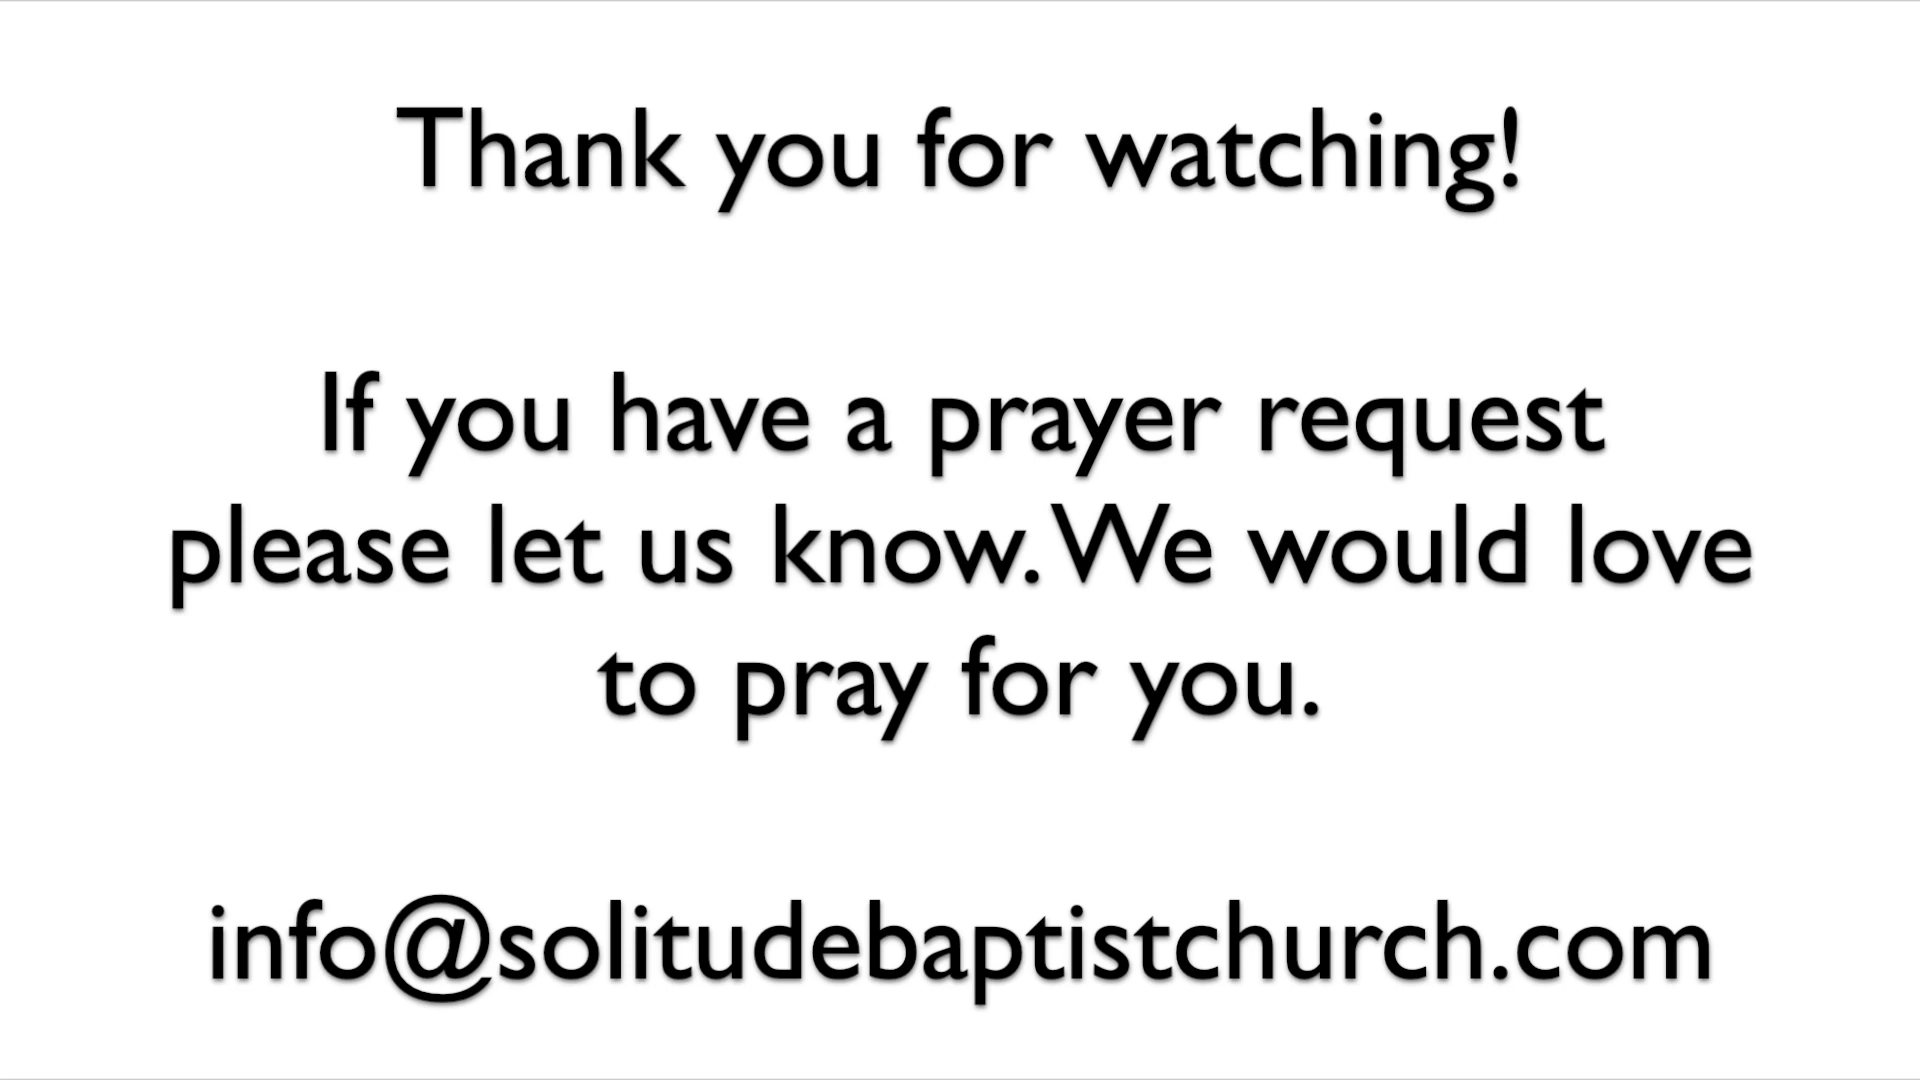 Thank you for watching!
If you have a prayer request
please let us know. We would love
to pray for you.
info@solitudebaptistchurch.com